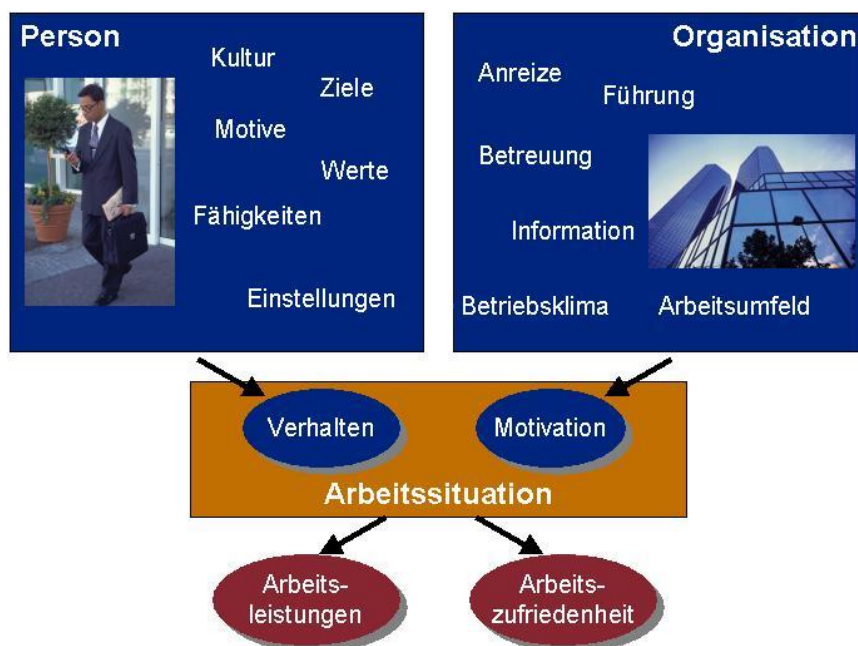 Person
Kultur
Ziele
Motive
Werte
Fähigkeiten
Einstellungen
Organisation
Anreize
Führung
Betreuung
Information
Betriebsklima
Arbeitsumfeld
Verhalten
Motivation
Arbeitssituation
Arbeits-
leistungen
Arbeits-
zufriedenheit